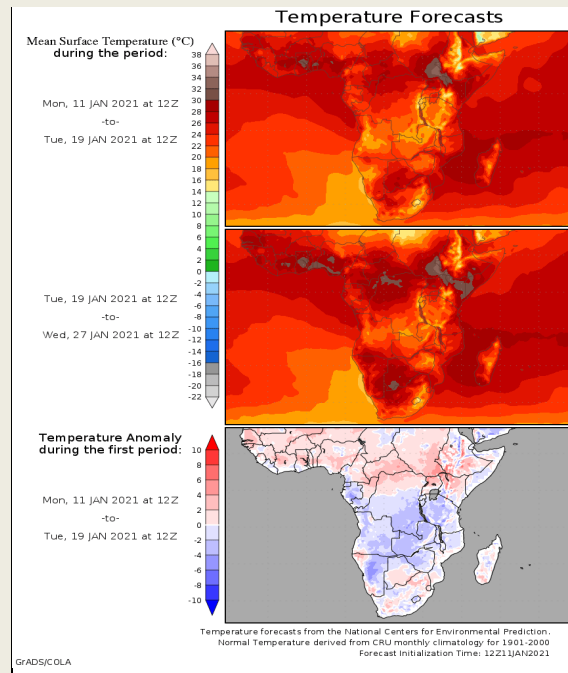 Temperature Forecasts
Mean Surface Temperature (°C)
during the period:
Mon, 11 JAN 2021 at 12Z
-to-
Tue, 19 JAN 2021 at 12Z
38
36
34
32
30
28
26
24
22
20
18
16
14
12
10
8
6
4
2
0
-2
-4
-6
-8
-10
-12
-14
-16
-18
-20
-22
Tue, 19 JAN 2021 at 12Z
-to-
Wed, 27 JAN 2021 at 12Z
Temperature Anomaly
during the first period:
Mon, 11 JAN 2021 at 12Z
-to-
Tue, 19 JAN 2021 at 12Z
10
8
6
4
2
0
-2
-4
-6
-8
-10
Temperature forecasts from the National Centers for Environmental Prediction.
Normal Temperature derived from CRU monthly climatology for 1901-2000
Forecast Initialization Time: 12Z11JAN2021
GrADS/COLA